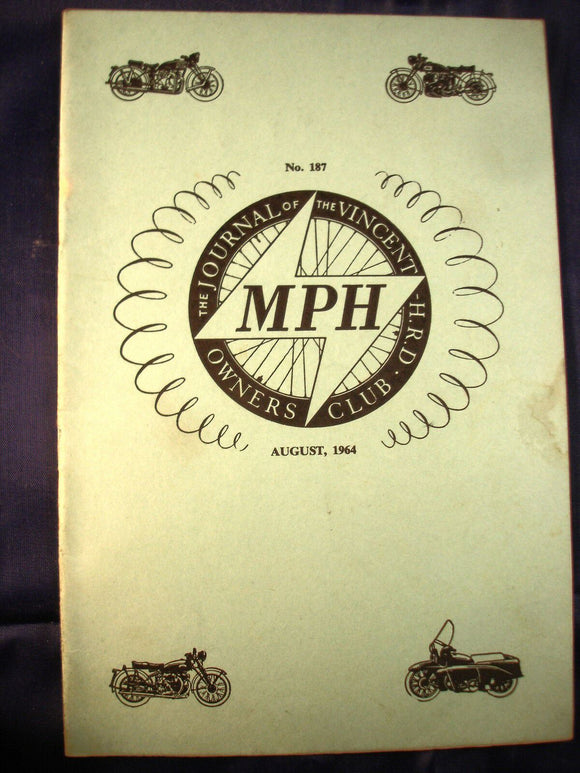 No. 187
THE JOURNAL OF THE VINCENT-H.R.D. OWNERS CLUB
MPH
AUGUST, 1964